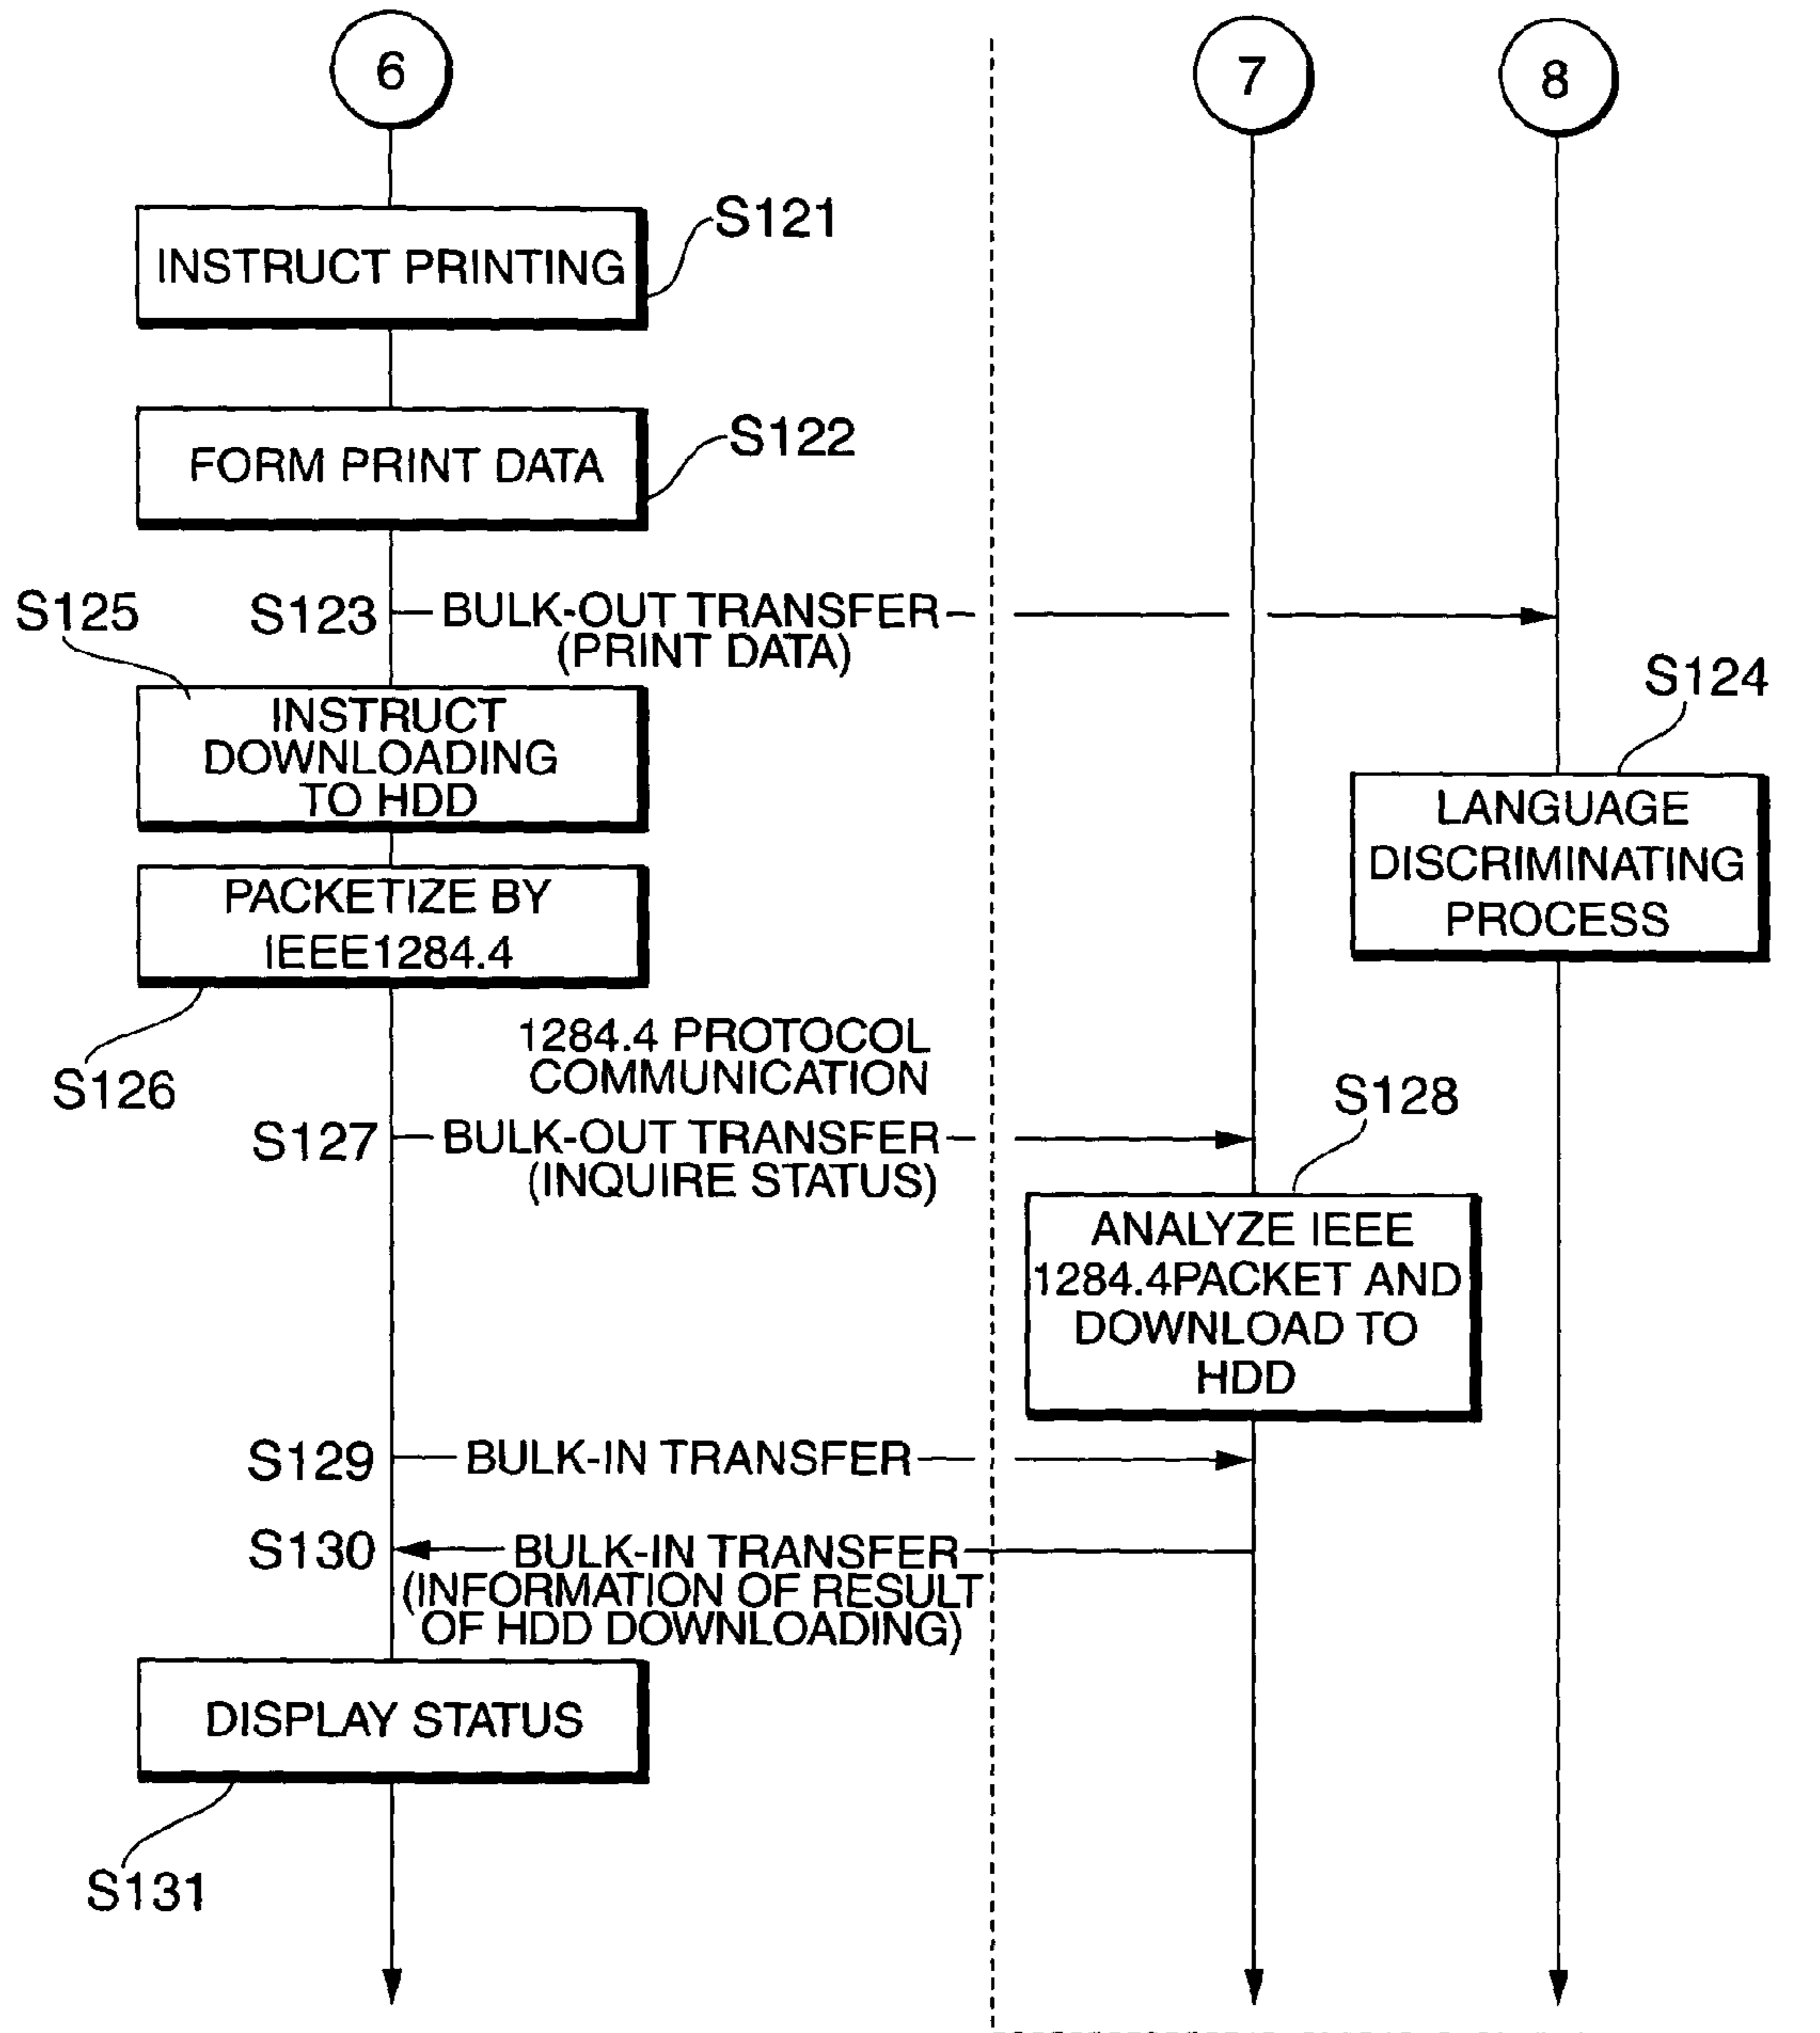 6
7
8
S121
INSTRUCT PRINTING
S122
FORM PRINT DATA
S125
S123
BULK-OUT TRANSFER
(PRINT DATA)
S124
INSTRUCT
DOWNLOADING
TO HDD
LANGUAGE
DISCRIMINATING
PROCESS
PACKETIZE BY
IEEE1284.4
S126
1284.4 PROTOCOL
COMMUNICATION
S127
BULK-OUT TRANSFER
(INQUIRE STATUS)
S128
ANALYZE IEEE
1284.4PACKET AND
DOWNLOAD TO
HDD
S129
BULK-IN TRANSFER
S130
BULK-IN TRANSFER
(INFORMATION OF RESULT
OF HDD DOWNLOADING)
DISPLAY STATUS
S131